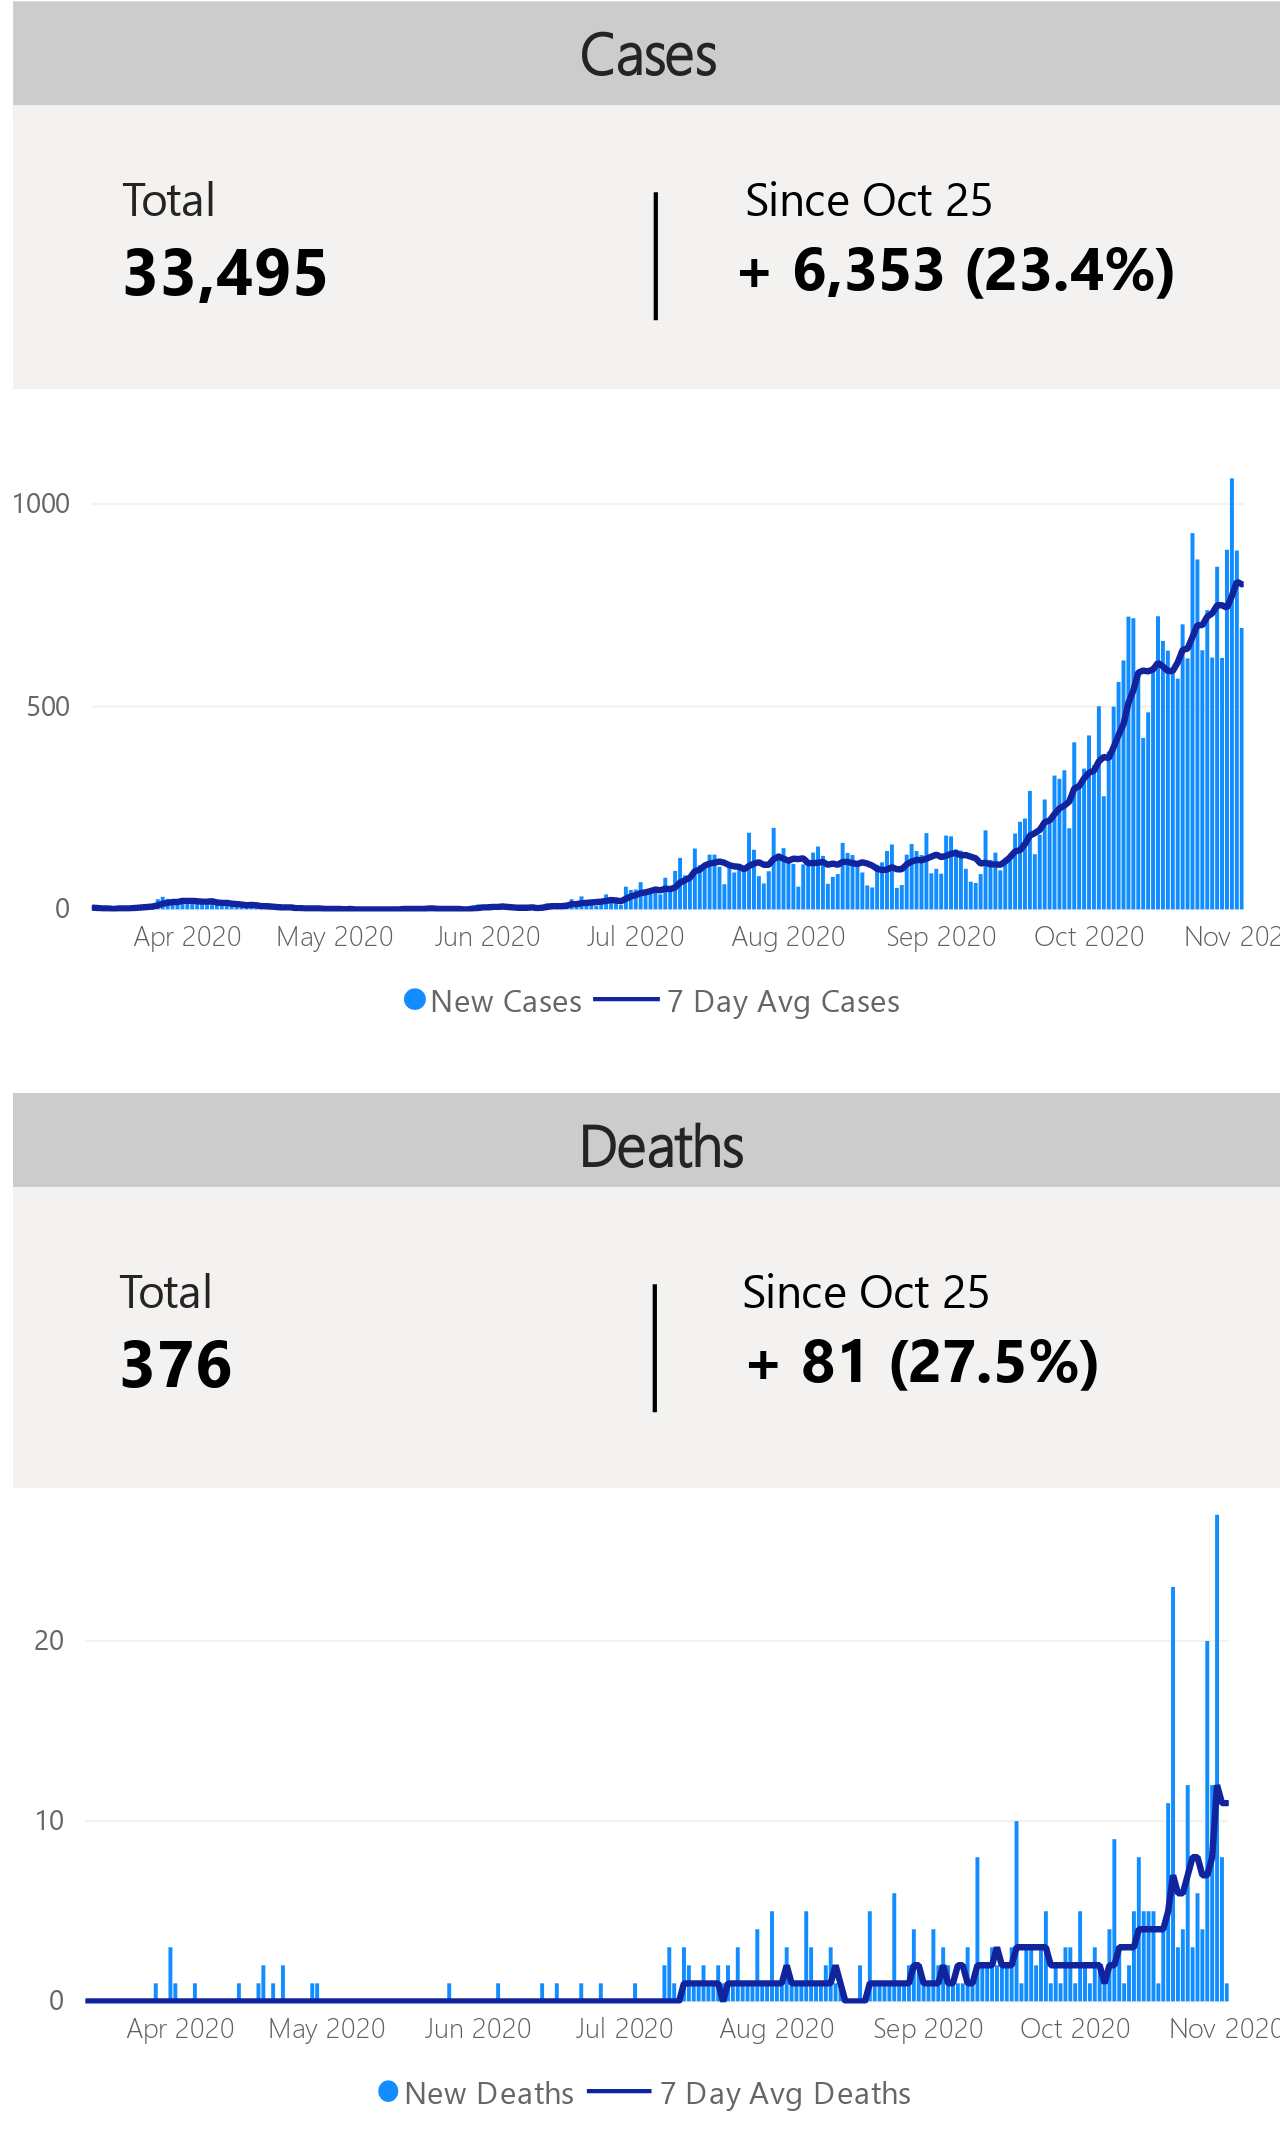 Cases
Total
Since Oct 25
33,495
+ 6,353 (23.4%)
1000
500
0
Apr 2020 May 2020 Jun 2020 Jul 2020 Aug 2020 Sep 2020 Oct 2020 Nov 202
New Cases 7 Day Avg Cases
Deaths
Total
Since Oct 25
376
+ 81 (27.5%)
20
10
0
Apr 2020 May 2020 Jun 2020 Jul 2020 Aug 2020 Sep 2020 Oct 2020 Nov 2020
New Deaths 7 Day Avg Deaths